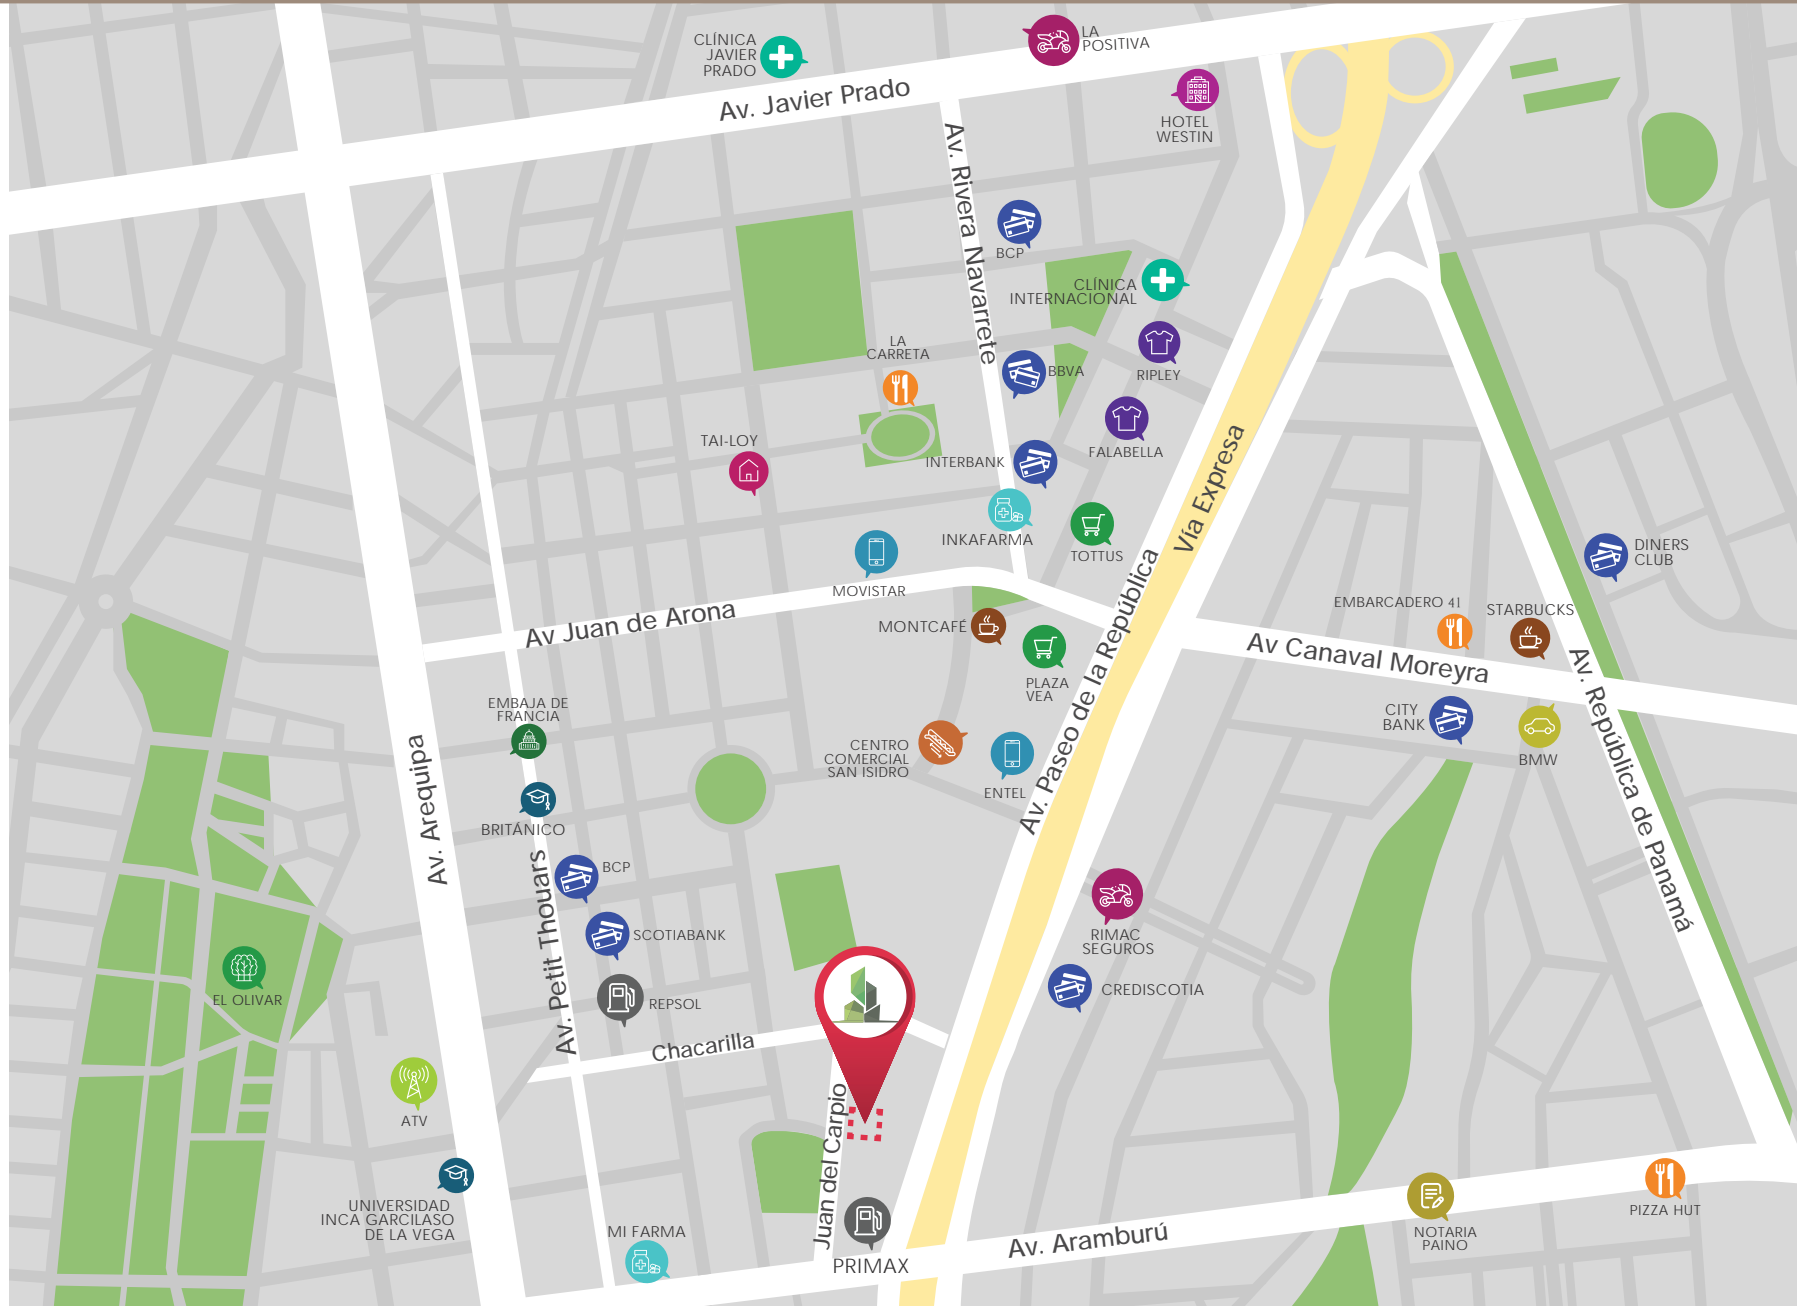 CLÍNICA
JAVIER
PRADO
LA
POSITIVA
Av. Javier Prado
HOTEL
WESTIN
Av. Rivera Navarrete
BCP
CLÍNICA
INTERNACIONAL
LA
CARRETA
BBVA
RIPLEY
TAI-LOY
INTERBANK
FALABELLA
Vía Expresa
INKAFARMA
TOTTUS
MOVISTAR
DINERS
CLUB
Av Juan de Arona
EMBARCADERO 41
STARBUCKS
MONTCAFÉ
Av Canaval Moreyra
PLAZA
VEA
Av. Paseo de la República
EMBAJA DE
FRANCIA
CITY
BANK
BMW
CENTRO
COMERCIAL
SAN ISIDRO
ENTEL
Av. República de Panamá
Av. Arequipa
BRITÁNICO
BCP
Av. Petit Thouars
SCOTIABANK
RIMAC
SEGUROS
EL OLIVAR
REPSOL
CREDISCOTIA
Chacarilla
ATV
Juan del Carpio
UNIVERSIDAD
INCA GARCILASO
DE LA VEGA
MI FARMA
PRIMAX
Av. Aramburú
NOTARIA
PAINO
PIZZA HUT